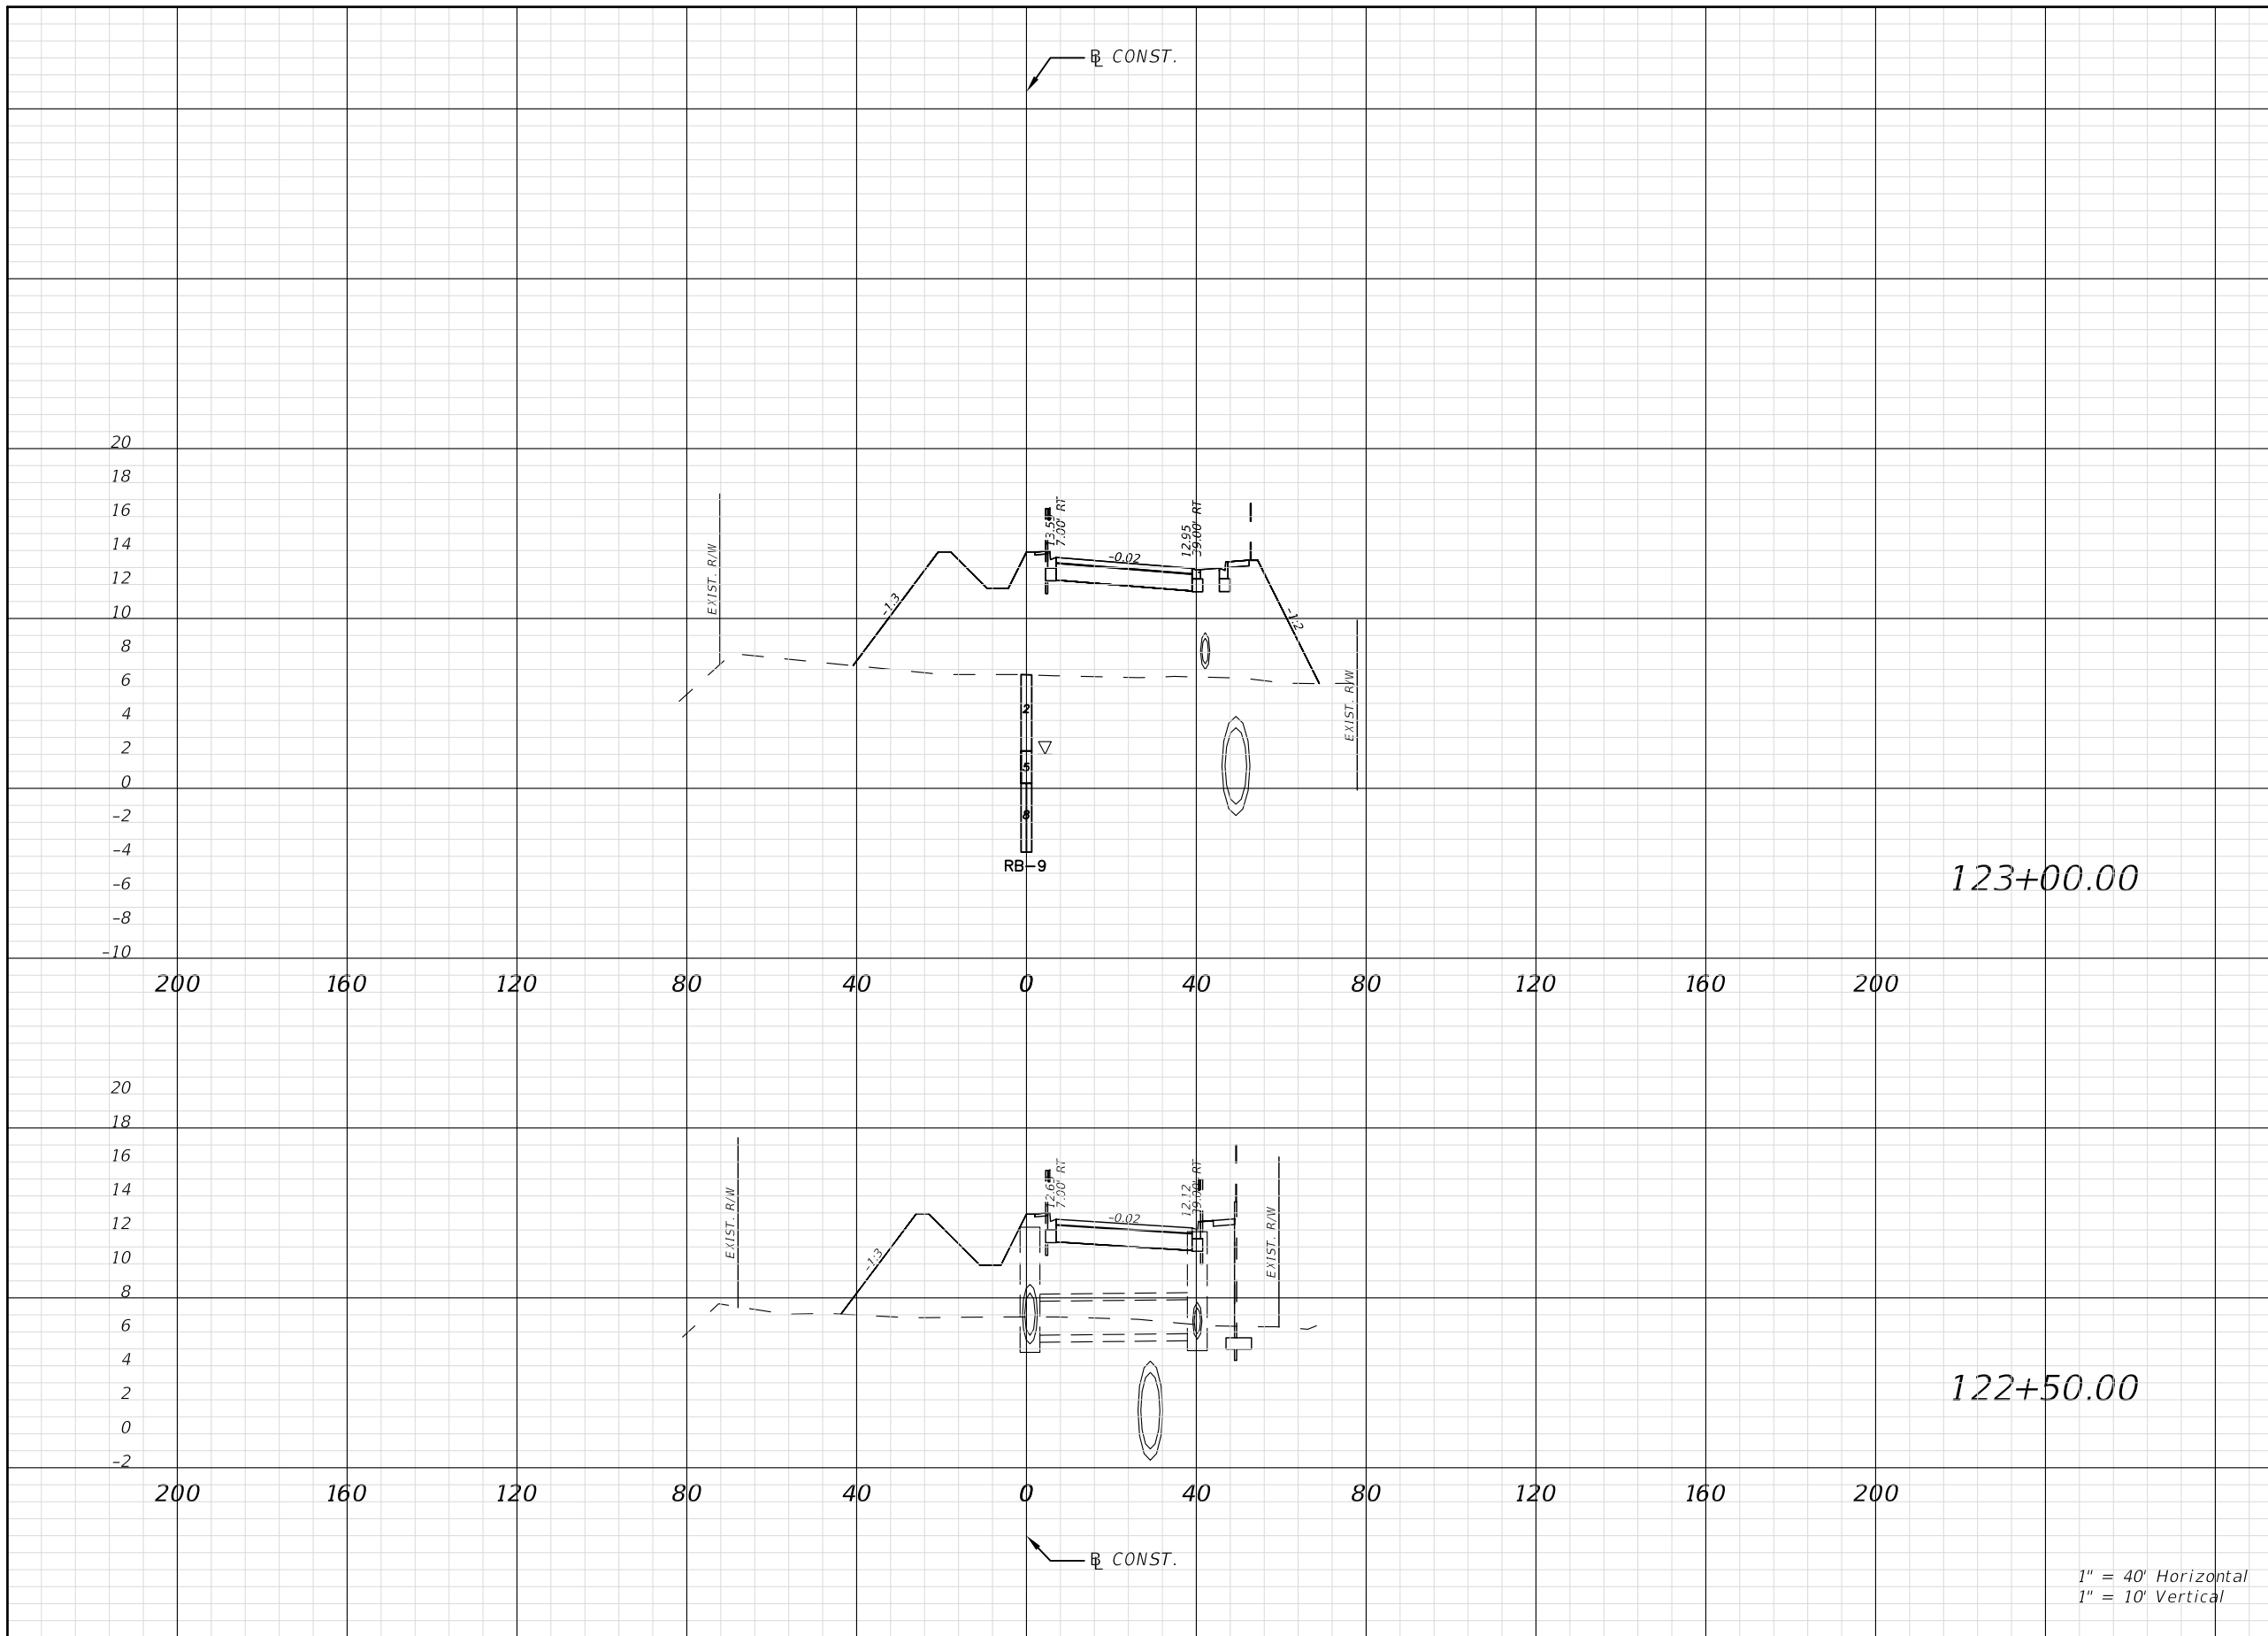 B CONST.
20
18
16
14
12
10
8
6
4
2
0
-2
-4
-6
-8
-10
EXIST. R/W
-1:3
13.59
7.00' RT
-0.02
12.95
39.00' RT
-1:2
EXIST. R/W
2
5
8
RB-9
123+00.00
200 160 120 80 40 0 40 80 120 160 200
20
18
16
14
12
10
8
6
4
2
0
-2
EXIST. R/W
-1:3
7.00' RT
-0.02
12.12
39.00' RT
EXIST. R/W
122+50.00
200 160 120 80 40 0 40 80 120 160 200
B CONST.
1" = 40' Horizontal
1" = 10' Vertical